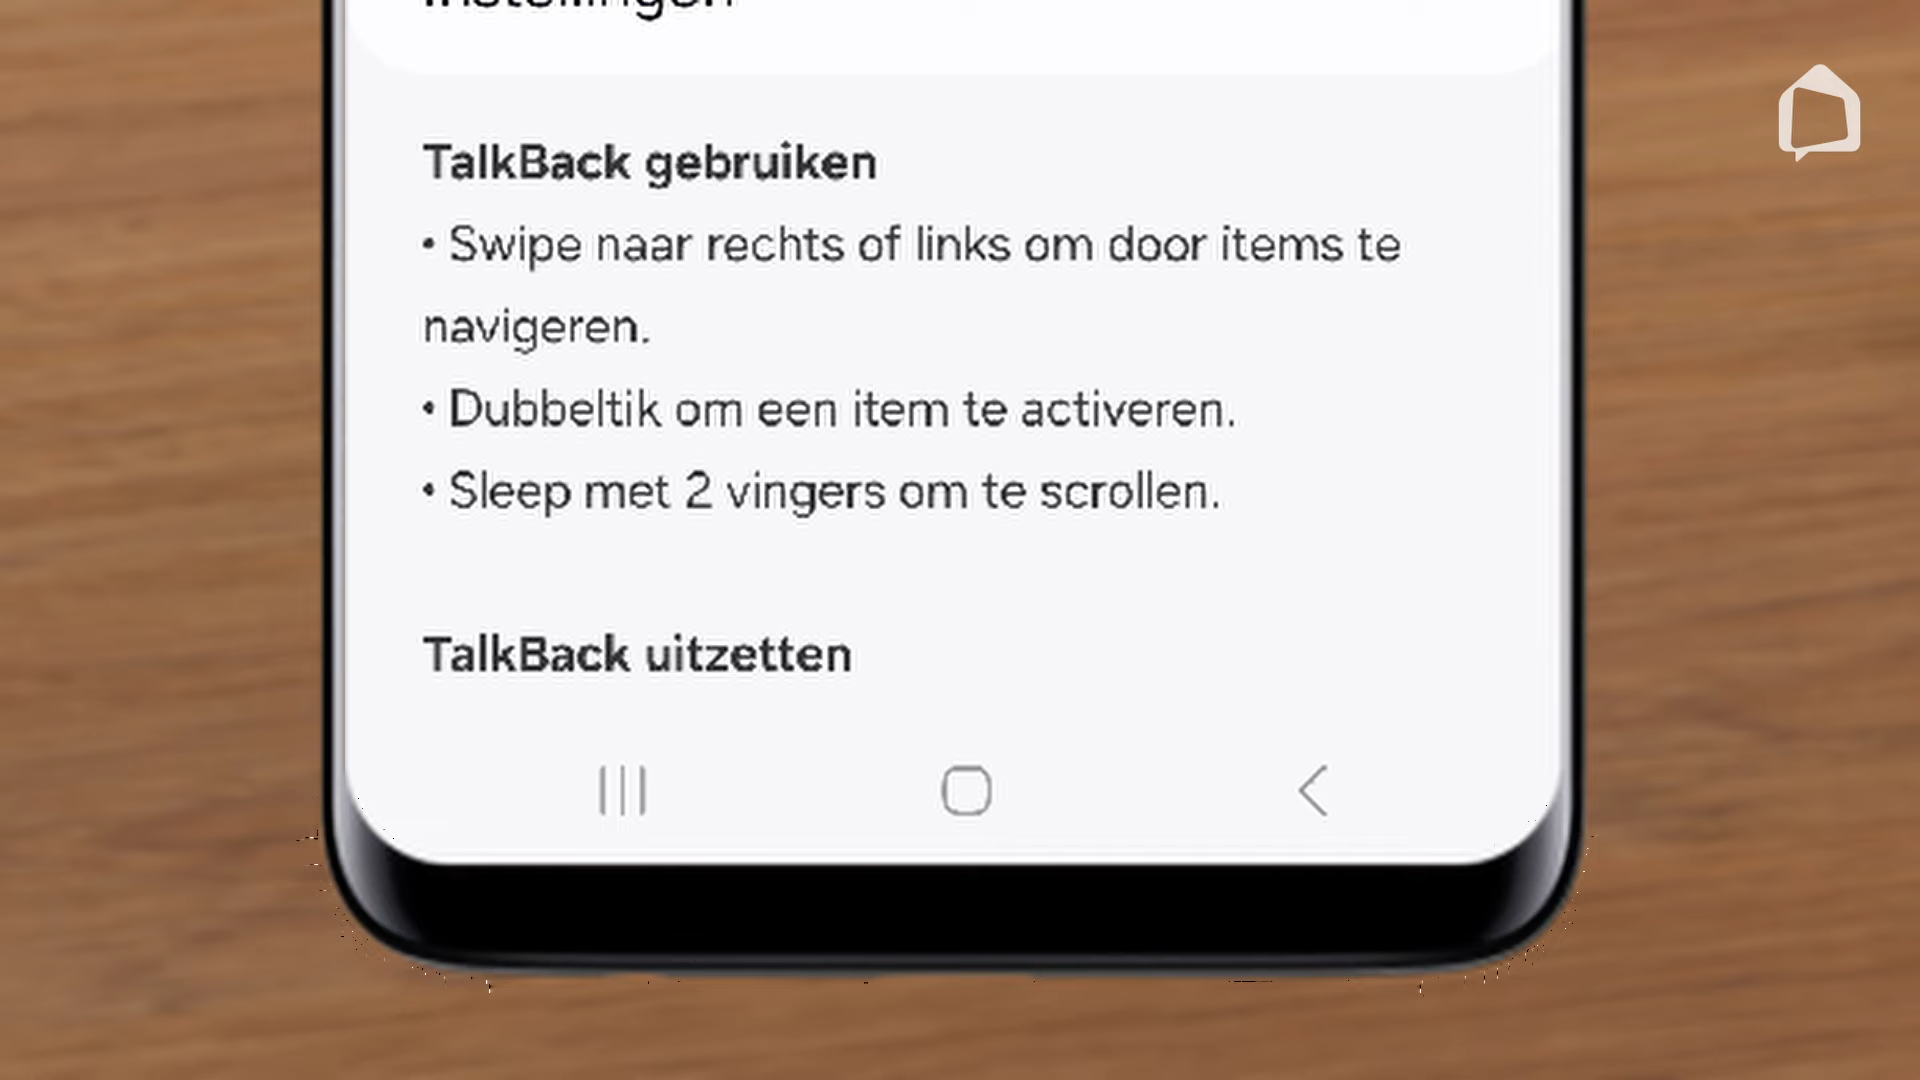 Instellingen
TalkBack gebruiken
• Swipe naar rechts of links om door items te
navigeren.
• Dubbeltik om een item te activeren.
• Sleep met 2 vingers om te scrollen.
TalkBack uitzetten